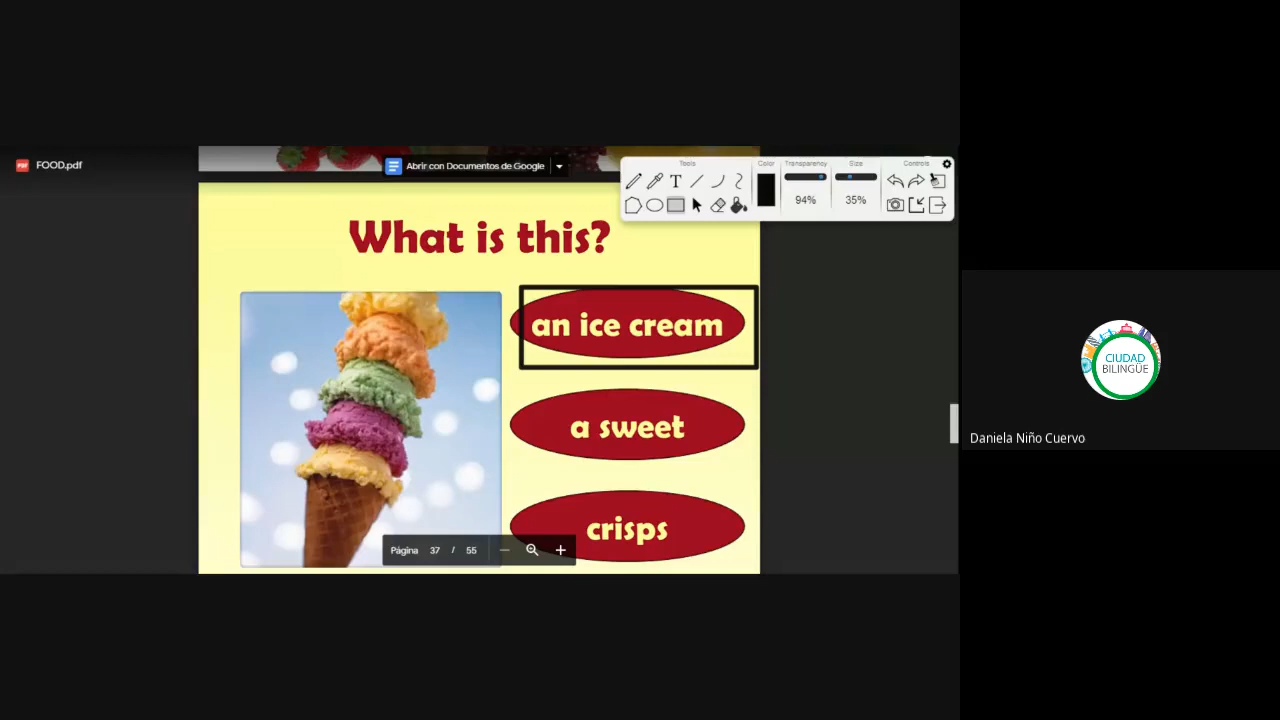 FOOD.pdf
Abrir con Documentos de Google
Tools
Color
Transparency
Size
Controls
94%
35%
What is this?
an ice cream
a sweet
crisps
Página 37 / 55
CIUDAD
BILINGÜE
Daniela Niño Cuervo